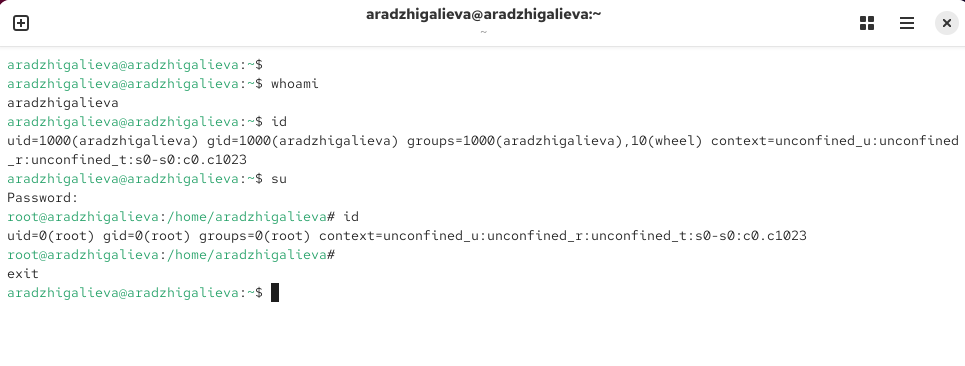 aradzhigalieva@aradzhigalieva:~
~
aradzhigalieva@aradzhigalieva:~$
aradzhigalieva@aradzhigalieva:~$ whoami
aradzhigalieva
aradzhigalieva@aradzhigalieva:~$ id
uid=1000(aradzhigalieva) gid=1000(aradzhigalieva) groups=1000(aradzhigalieva),10(wheel) context=unconfined_u:unconfined
_r:unconfined_t:s0-s0:c0.c1023
aradzhigalieva@aradzhigalieva:~$ su
Password:
root@aradzhigalieva:/home/aradzhigalieva# id
uid=0(root) gid=0(root) groups=0(root) context=unconfined_u:unconfined_r:unconfined_t:s0-s0:c0.c1023
root@aradzhigalieva:/home/aradzhigalieva#
exit
aradzhigalieva@aradzhigalieva:~$